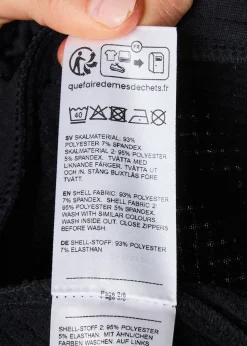 FR
quefairedemesdechets.fr
40
SV SKALMATERIAL: 93%
POLYESTER 7% SPANDEX.
SKALMATERIAL 2: 95% POLYESTER
5% SPANDEX. TVÄTTA MED
LIKNANDE FÄRGER, TVÄTTA UT
OCH IN. STÄNG BLIXTLÅS FÖRE
TVÄTT.
EN SHELL FABRIC: 93% POLYESTER
7% SPANDEX. SHELL FABRIC 2:
95% POLYESTER 5% SPANDEX.
WASH WITH SIMILAR COLOURS.
WASH INSIDE OUT. CLOSE ZIPPERS
BEFORE WASH.
DE SHELL-STOFF: 93% POLYESTER
7% ELASTHAN
SHELL-STOFF 2: 95% POLYESTER
5% ELASTHAN. MIT ÄHNLICHEN
FARBEN WASCHEN. AUF LINKS